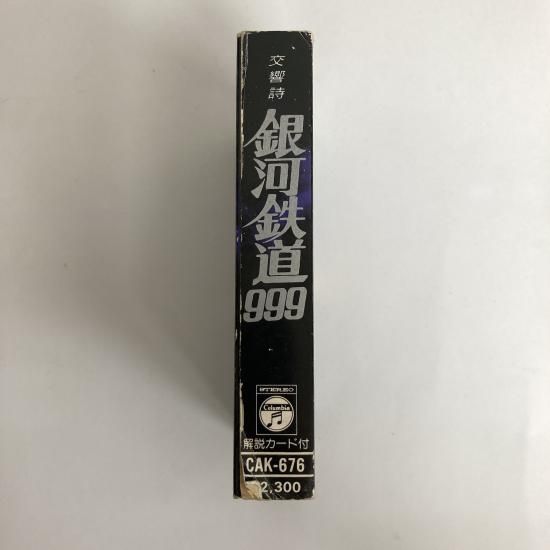 交響詩
銀河鉄道
999
STEREO
Columbia
解説カード付
CAK-676
2,300